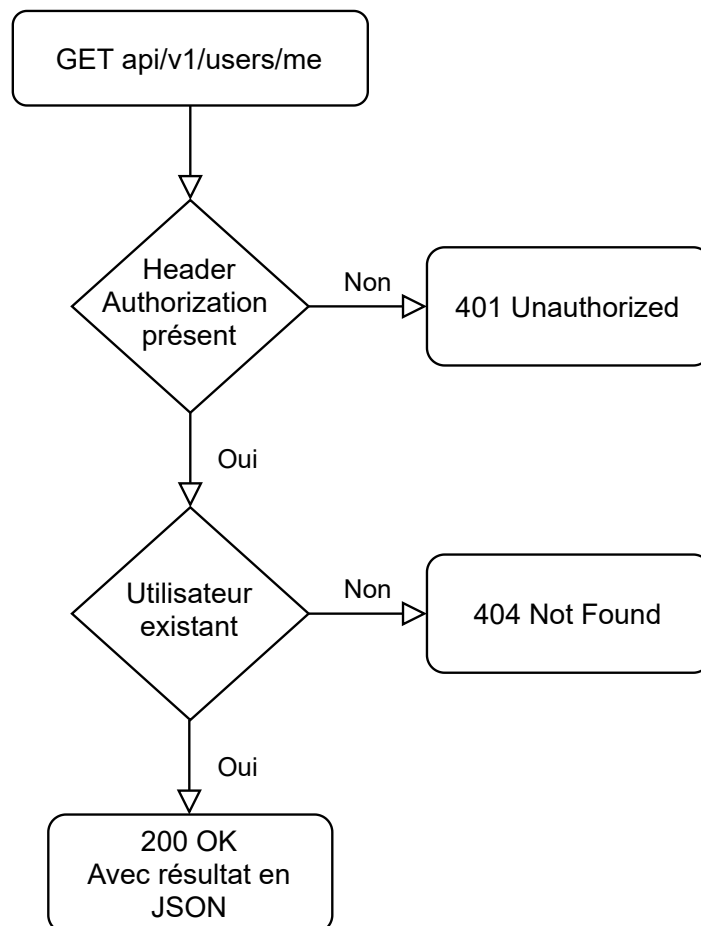 GET api/v1/users/me
Header
Authorization
présent
Non
401 Unauthorized
Oui
Utilisateur
existant
Non
404 Not Found
Oui
200 OK
Avec résultat en
JSON